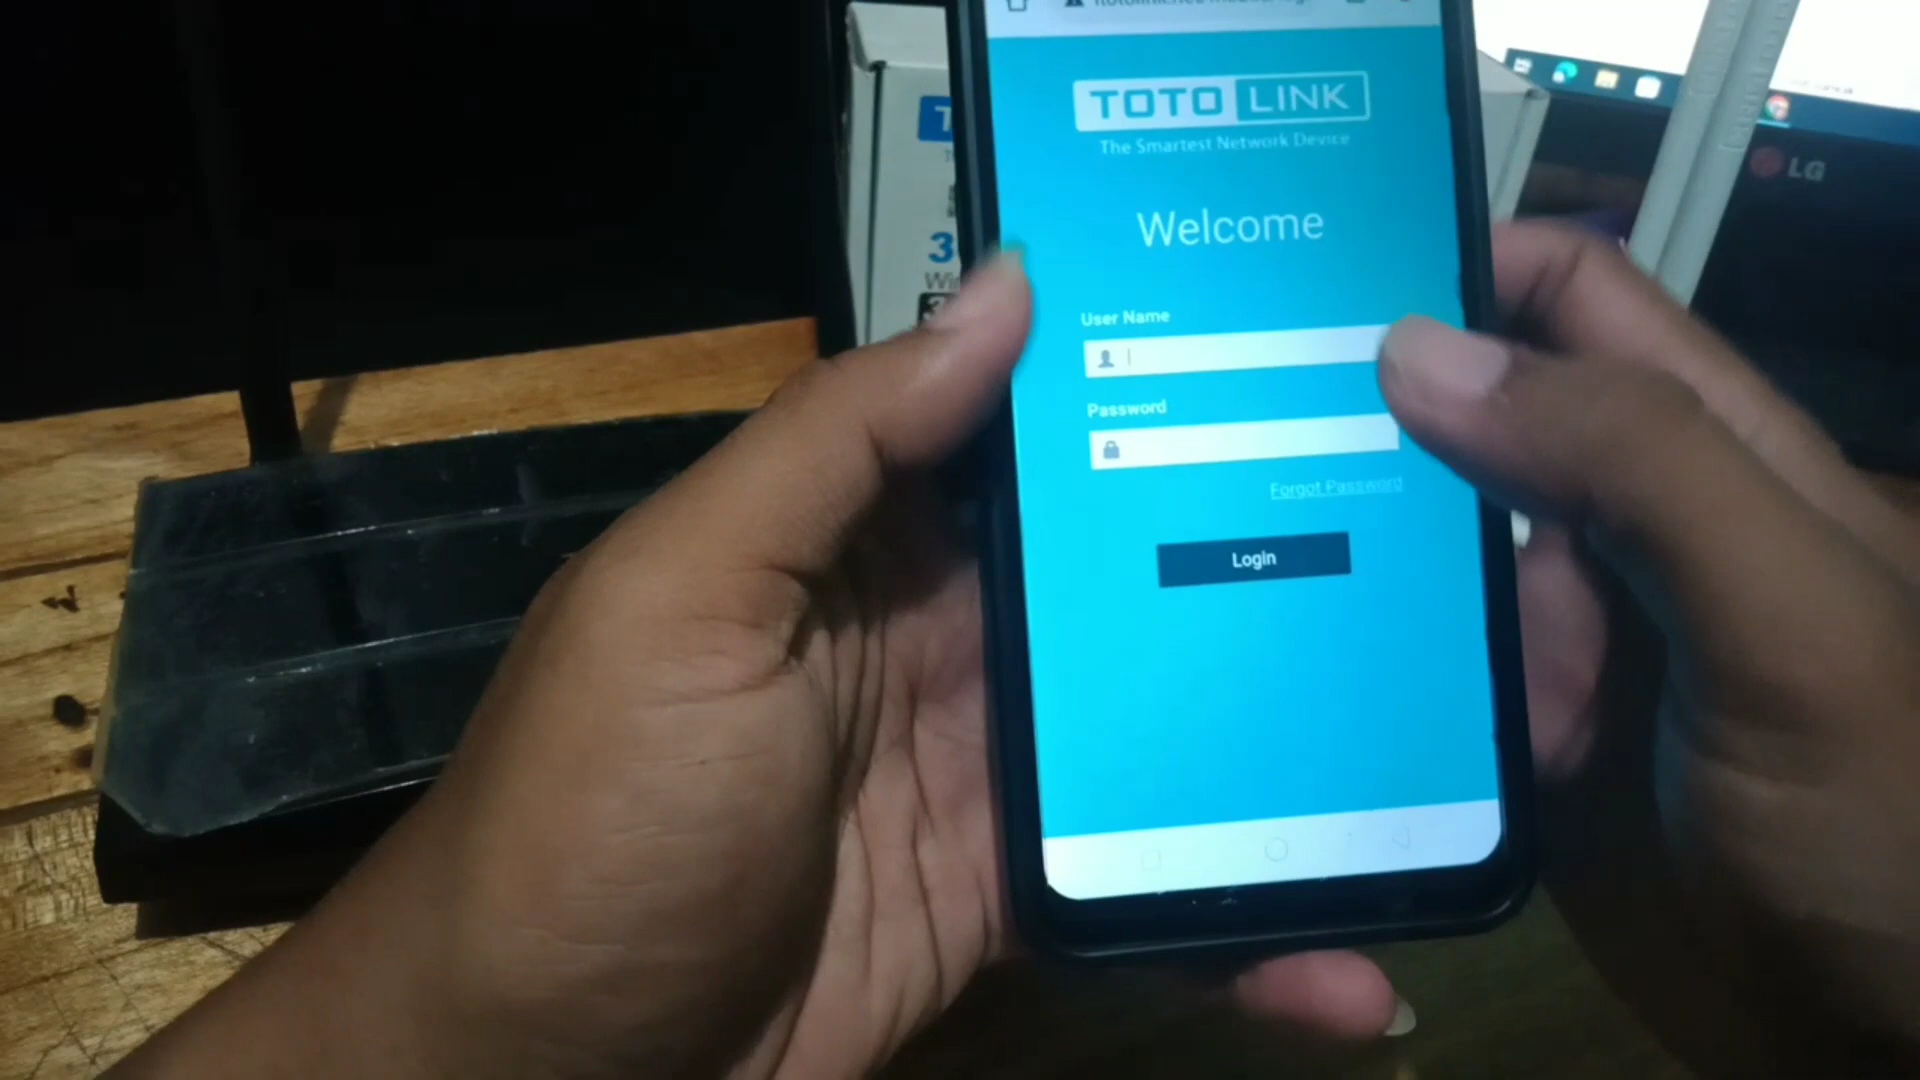 TOTO LINK
The Smartest Network Device
Welcome
User Name
Password
Forgot Password
Login
LG